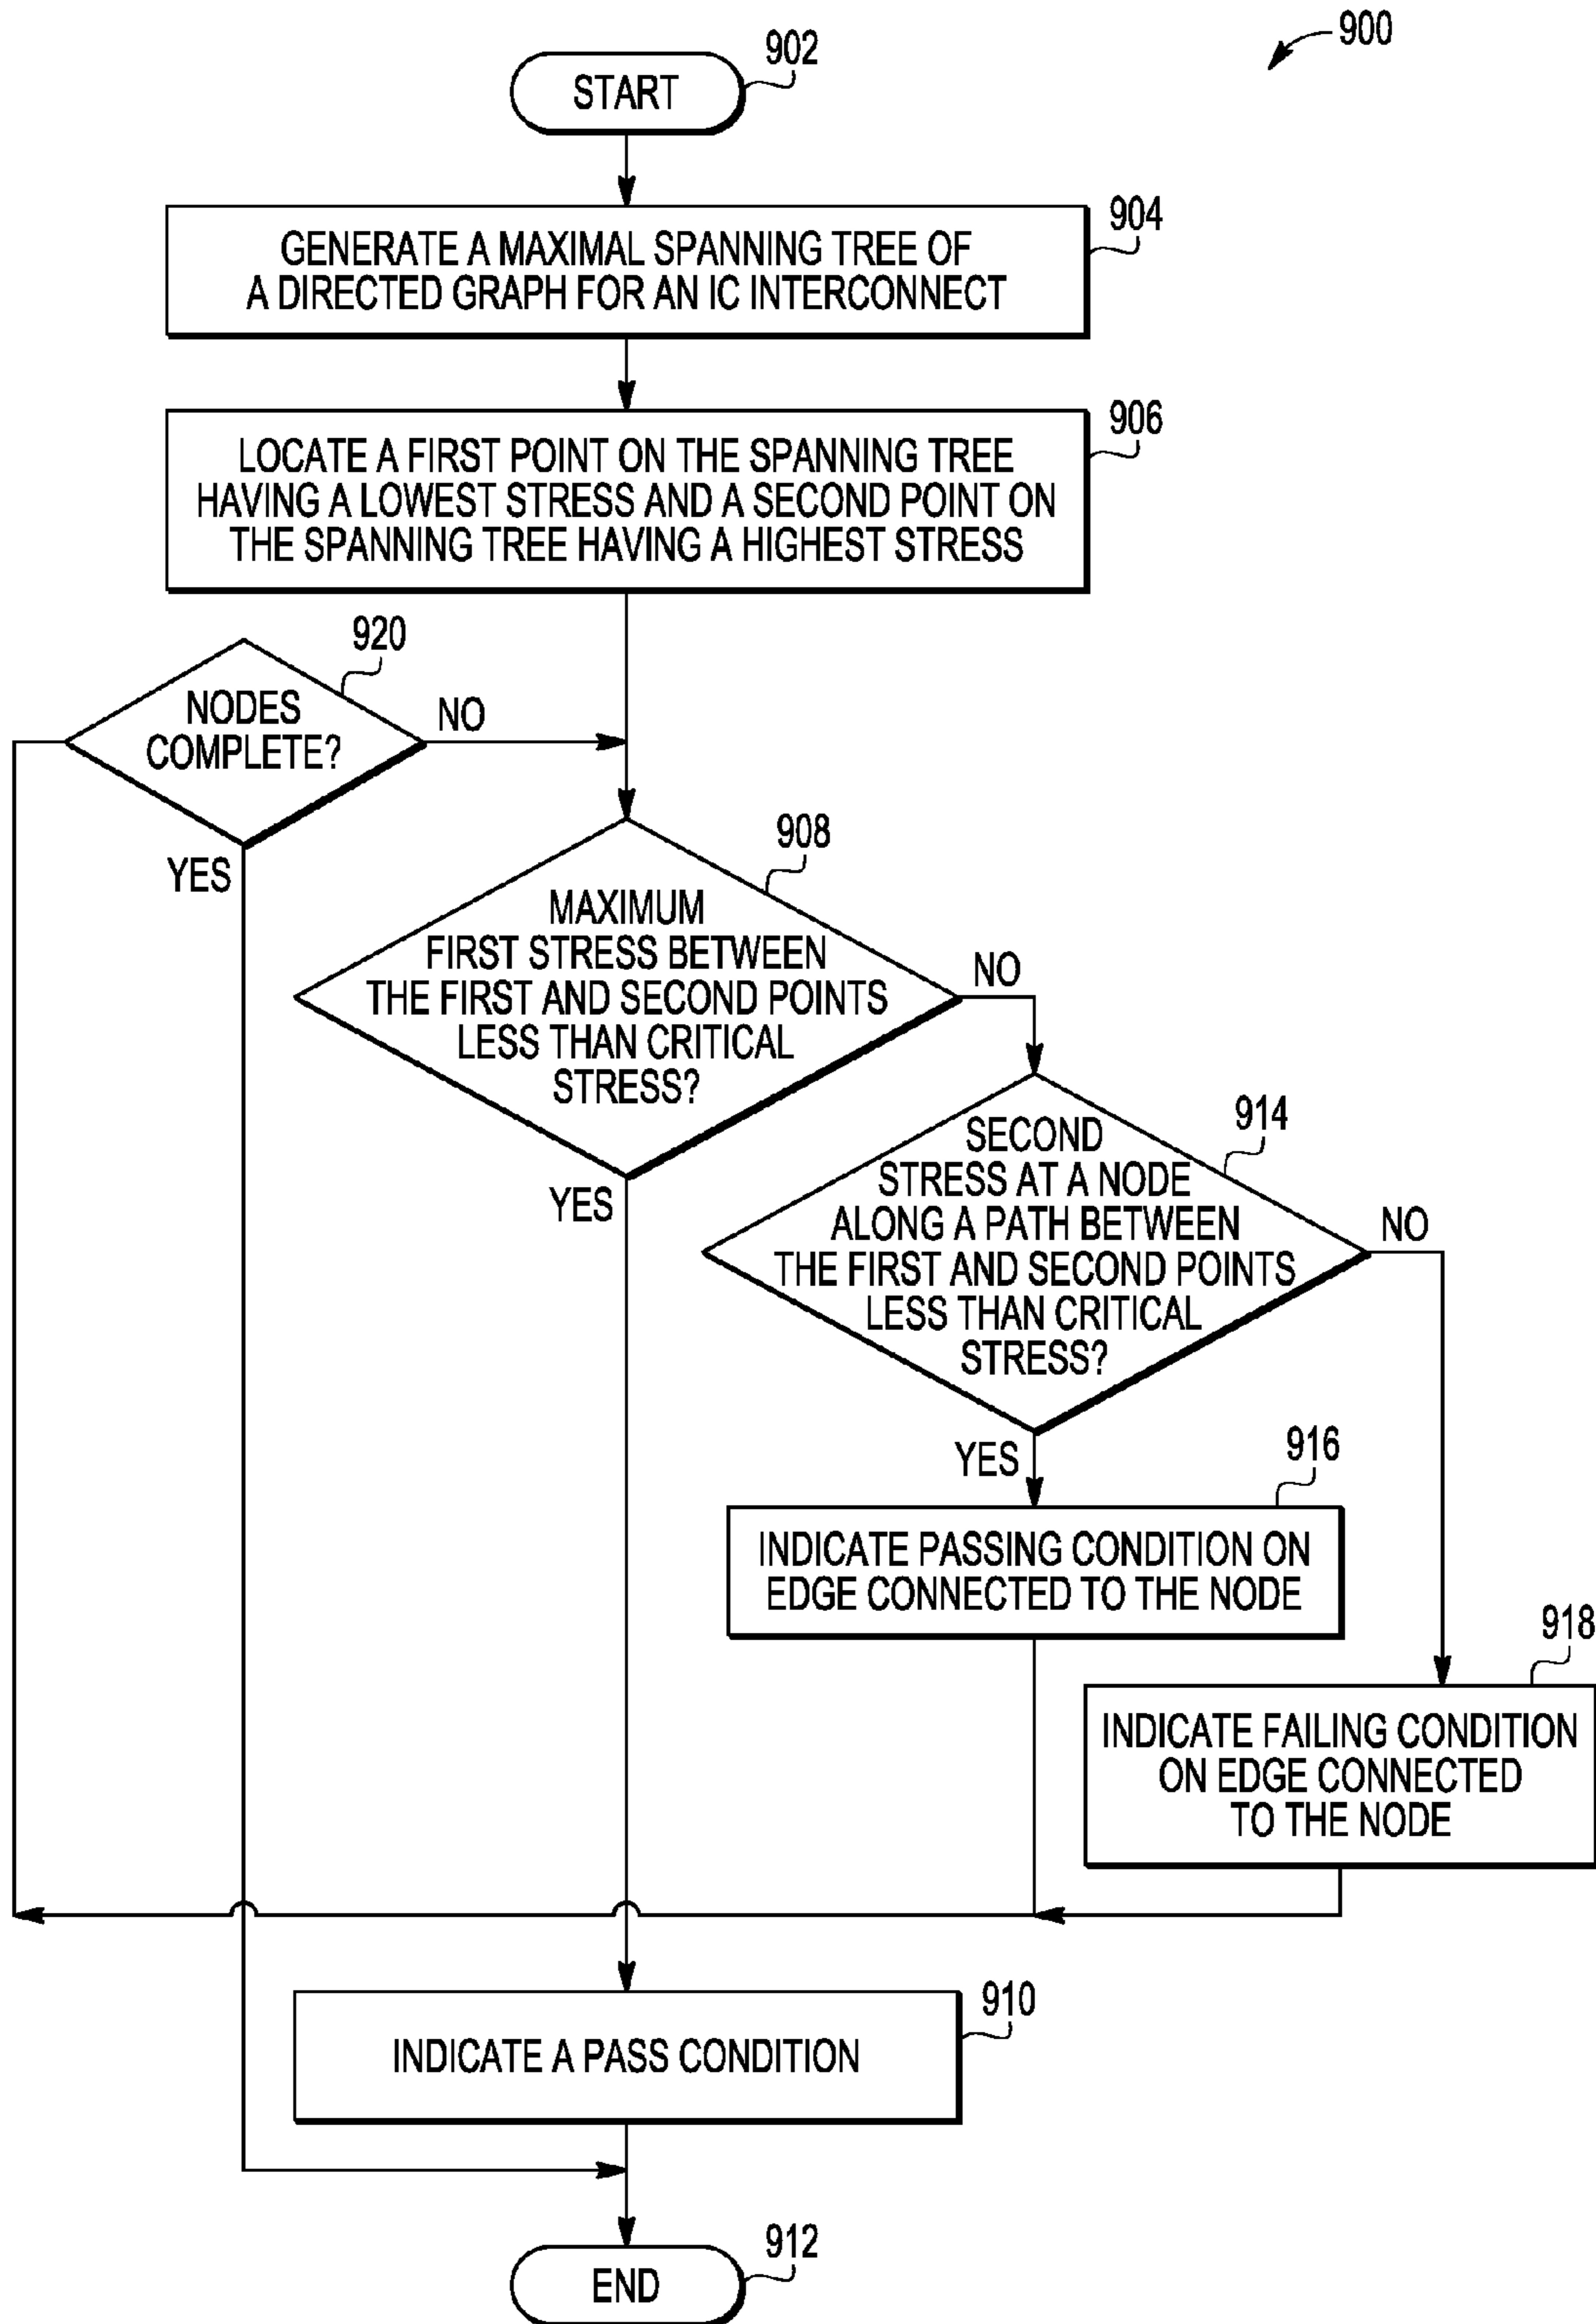 900
902
START
904
GENERATE A MAXIMAL SPANNING TREE OF
A DIRECTED GRAPH FOR AN IC INTERCONNECT
906
LOCATE A FIRST POINT ON THE SPANNING TREE
HAVING A LOWEST STRESS AND A SECOND POINT ON
THE SPANNING TREE HAVING A HIGHEST STRESS
920
NODES
COMPLETE?
NO
YES
908
MAXIMUM
FIRST STRESS BETWEEN
THE FIRST AND SECOND POINTS
LESS THAN CRITICAL
STRESS?
NO
YES
914
SECOND
STRESS AT A NODE
ALONG A PATH BETWEEN
THE FIRST AND SECOND POINTS
LESS THAN CRITICAL
STRESS?
NO
YES
916
INDICATE PASSING CONDITION ON
EDGE CONNECTED TO THE NODE
918
INDICATE FAILING CONDITION
ON EDGE CONNECTED
TO THE NODE
910
INDICATE A PASS CONDITION
912
END